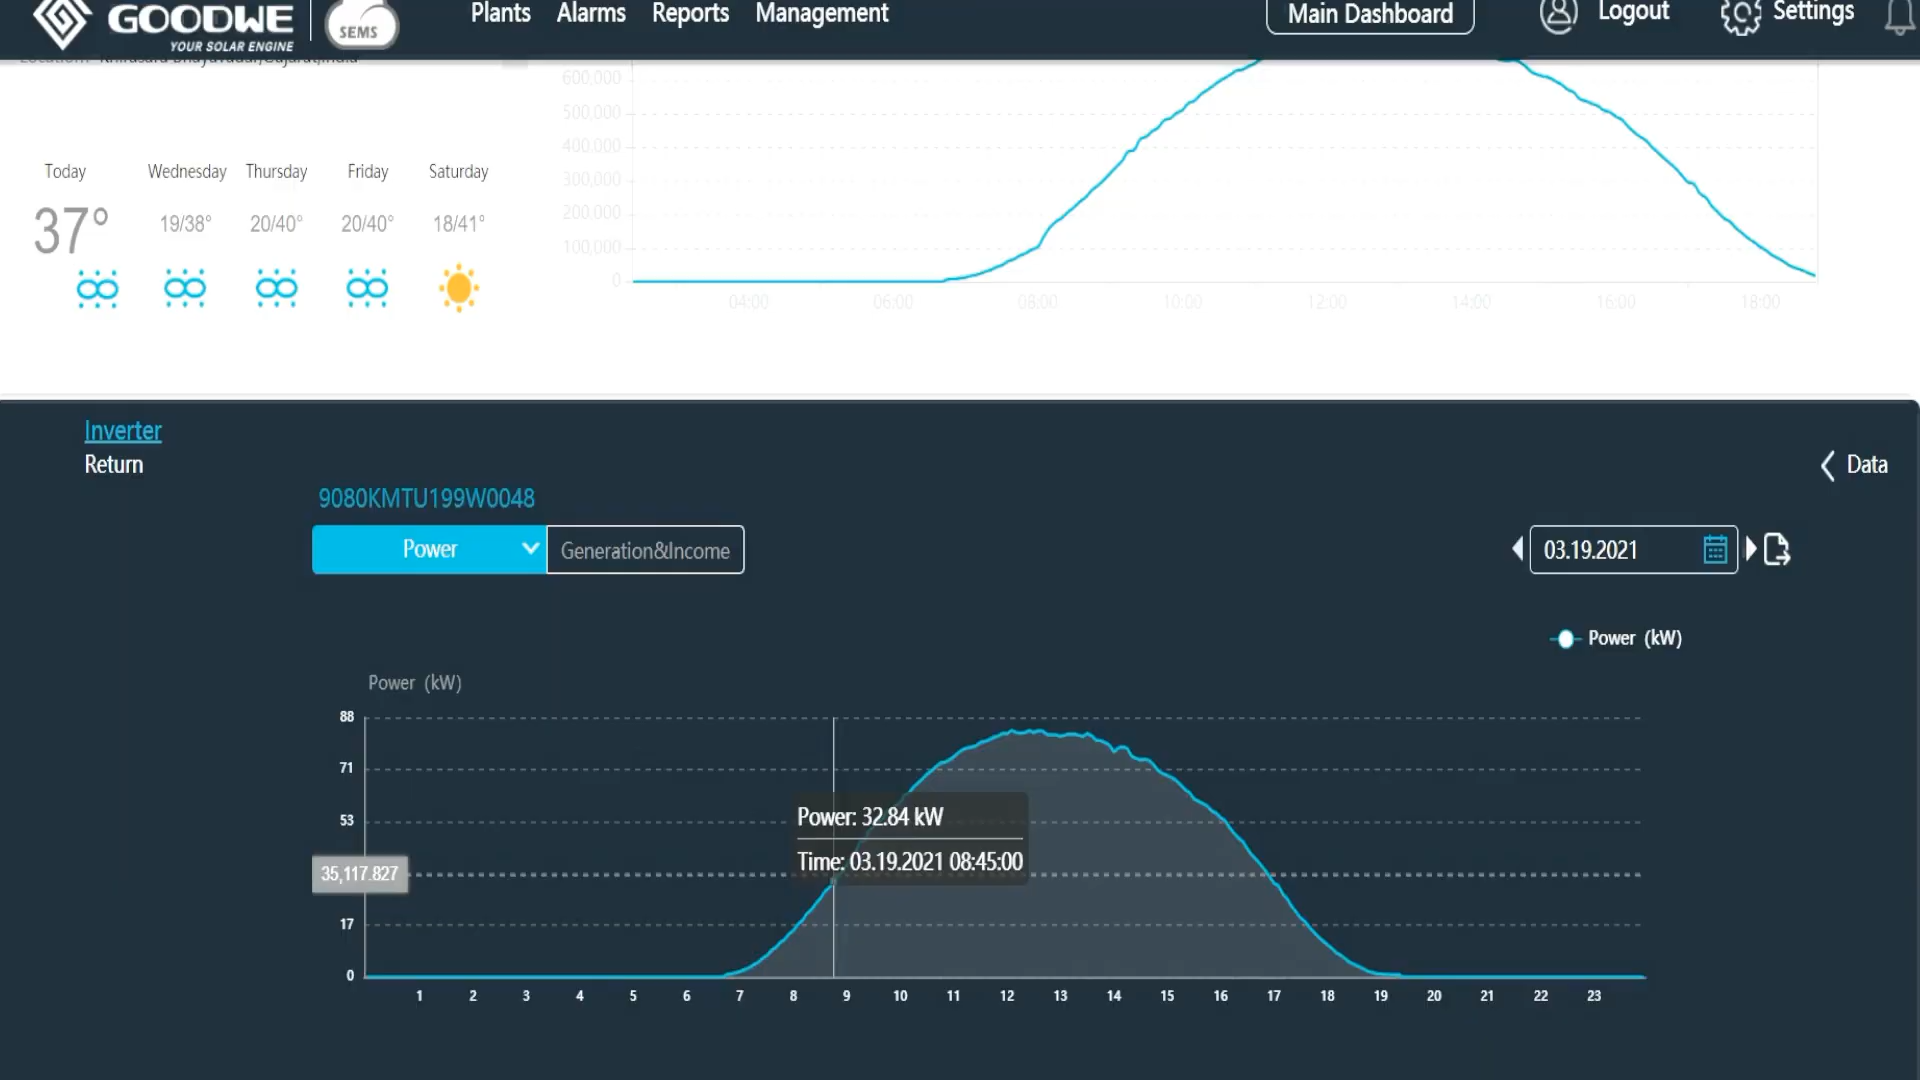 GOODWE
YOUR SOLAR ENGINE
SEMS
Plants Alarms Reports Management
Main Dashboard
Logout
Settings
Today Wednesday Thursday Friday Saturday
37° 19/38° 20/40° 20/40° 18/41°
600,000
500,000
400,000
300,000
200,000
100,000
0
04:00 06:00 08:00 10:00 12:00 14:00 16:00 18:00
Inverter
Return
Data
9080KMTU199W0048
Power Generation&Income
03.19.2021
Power (kW)
Power (kW)
88
71
53
35,117.827
17
0
Power: 32.84 kW
Time: 03.19.2021 08:45:00
1 2 3 4 5 6 7 8 9 10 11 12 13 14 15 16 17 18 19 20 21 22 23